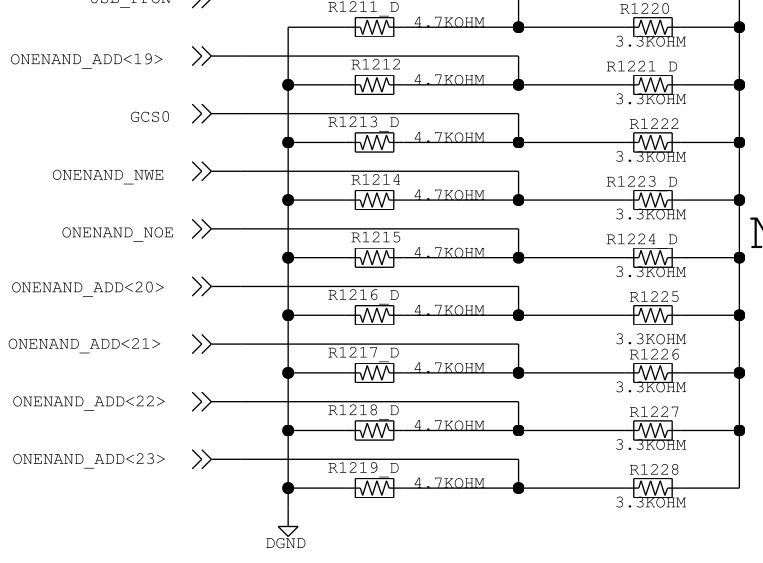 R1211_D 4.7KOHM R1220
3.3KOHM
ONENAND_ADD<19>
R1212 4.7KOHM R1221_D
3.3KOHM
GCS0
R1213_D 4.7KOHM R1222
3.3KOHM
ONENAND_NWE
R1214 4.7KOHM R1223_D
3.3KOHM
ONENAND_NOE
R1215 4.7KOHM R1224_D
3.3KOHM
ONENAND_ADD<20>
R1216_D 4.7KOHM R1225
3.3KOHM
ONENAND_ADD<21>
R1217_D 4.7KOHM R1226
3.3KOHM
ONENAND_ADD<22>
R1218_D 4.7KOHM R1227
3.3KOHM
ONENAND_ADD<23>
R1219_D 4.7KOHM R1228
3.3KOHM
DGND